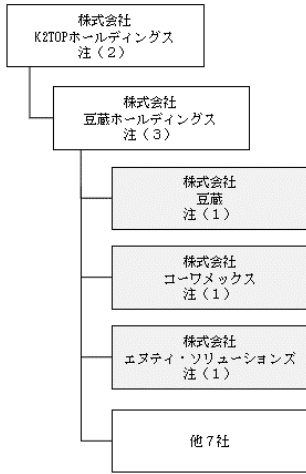 株式会社
K2TOPホールディングス
注(2)
株式会社
豆蔵ホールディングス
注(3)
株式会社
豆蔵
注(1)
株式会社
コーワメックス
注(1)
株式会社
エヌティ・ソリューションズ
注(1)
他7社